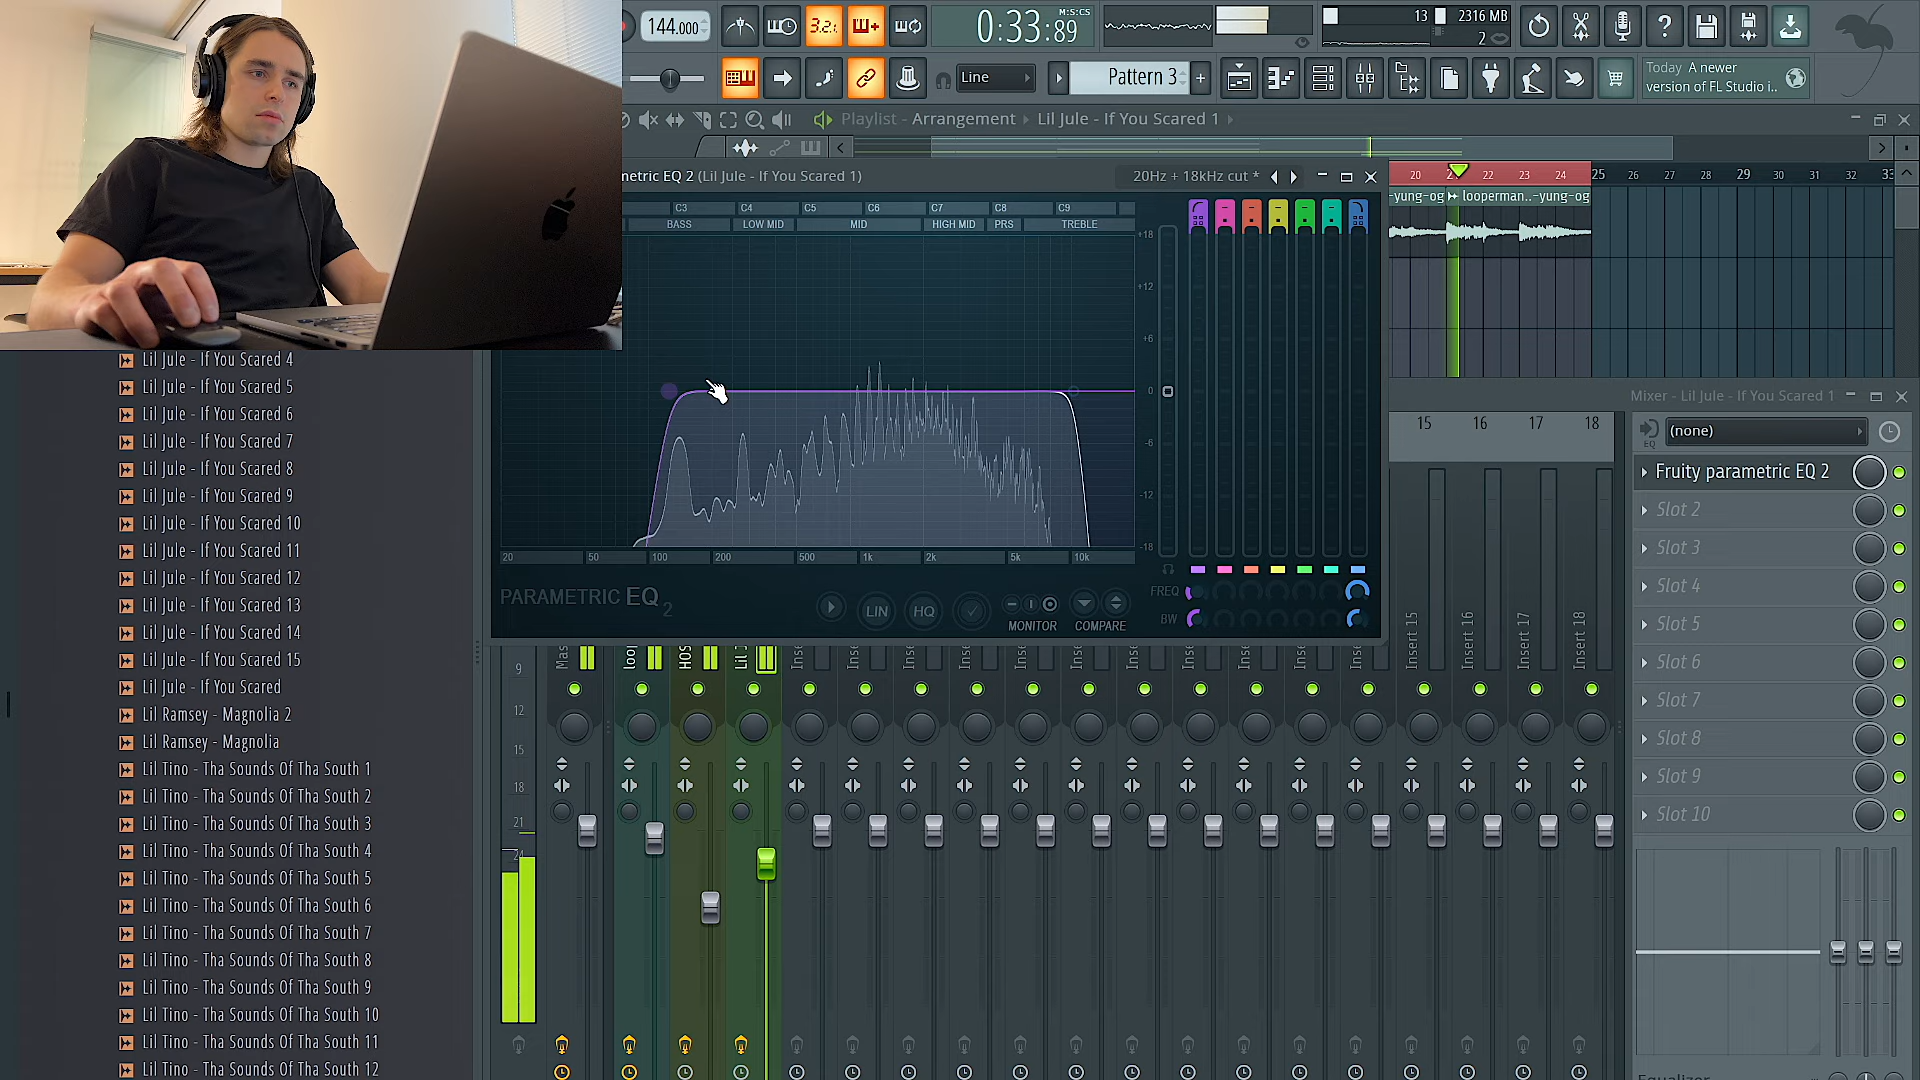 144.000
3.2.
0:33:89
M:S:CS
13
2316 MB
2
Line
Pattern 3
+
Today A newer
version of FL Studio i..
Playlist - Arrangement
Lil Jule - If You Scared 1
metric EQ 2 (Lil Jule - If You Scared 1)
20Hz + 18kHz cut *
C3 C4 C5 C6 C7 C8 C9
BASS LOW MID MID HIGH MID PRS TREBLE
+18
+12
+6
0
-6
-12
-18
20 50 100 200 500 1k 2k 5k 10k
PARAMETRIC EQ 2
LIN
HQ
MONITOR
COMPARE
FREQ
BW
20 22 23 24 25 26 27 28 29 30 31 32
-yung-og
looperman..-yung-og
Mixer - Lil Jule - If You Scared 1
15 16 17 18
(none)
EQ
Fruity parametric EQ 2
Slot 2
Slot 3
Slot 4
Slot 5
Slot 6
Slot 7
Slot 8
Slot 9
Slot 10
Insert 15
Insert 16
Insert 17
Insert 18
Lil Jule - If You Scared 4
Lil Jule - If You Scared 5
Lil Jule - If You Scared 6
Lil Jule - If You Scared 7
Lil Jule - If You Scared 8
Lil Jule - If You Scared 9
Lil Jule - If You Scared 10
Lil Jule - If You Scared 11
Lil Jule - If You Scared 12
Lil Jule - If You Scared 13
Lil Jule - If You Scared 14
Lil Jule - If You Scared 15
Lil Jule - If You Scared
Lil Ramsey - Magnolia 2
Lil Ramsey - Magnolia
Lil Tino - Tha Sounds Of Tha South 1
Lil Tino - Tha Sounds Of Tha South 2
Lil Tino - Tha Sounds Of Tha South 3
Lil Tino - Tha Sounds Of Tha South 4
Lil Tino - Tha Sounds Of Tha South 5
Lil Tino - Tha Sounds Of Tha South 6
Lil Tino - Tha Sounds Of Tha South 7
Lil Tino - Tha Sounds Of Tha South 8
Lil Tino - Tha Sounds Of Tha South 9
Lil Tino - Tha Sounds Of Tha South 10
Lil Tino - Tha Sounds Of Tha South 11
Lil Tino - Tha Sounds Of Tha South 12
9
12
15
18
21
24
Equalizer